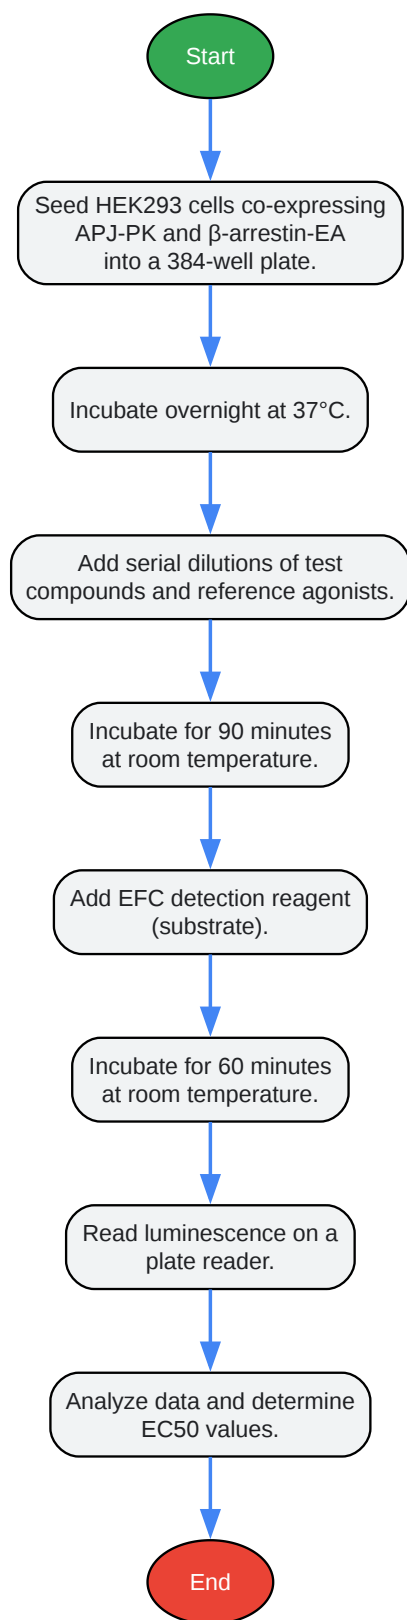 Start
Seed HEK293 cells co-expressing
APJ-PK and β-arrestin-EA
into a 384-well plate.
Incubate overnight at 37°C.
Add serial dilutions of test
compounds and reference agonists.
Incubate for 90 minutes
at room temperature.
Add EFC detection reagent
(substrate).
Incubate for 60 minutes
at room temperature.
Read luminescence on a
plate reader.
Analyze data and determine
EC50 values.
End